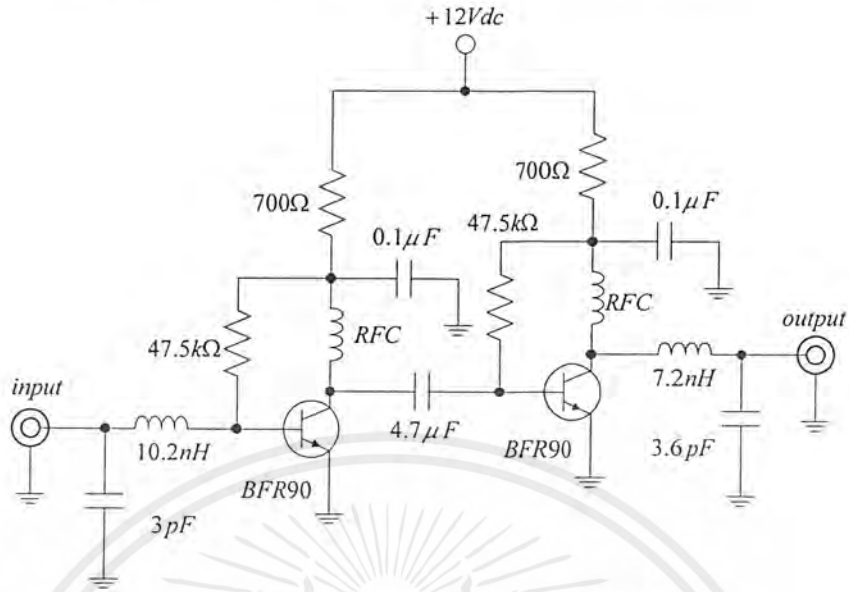 +12Vdc
700Ω
700Ω
0.1μF
47.5kΩ
0.1μF
RFC
47.5kΩ
RFC
output
7.2nH
input
10.2nH
4.7μF
BFR90
3.6pF
BFR90
3pF